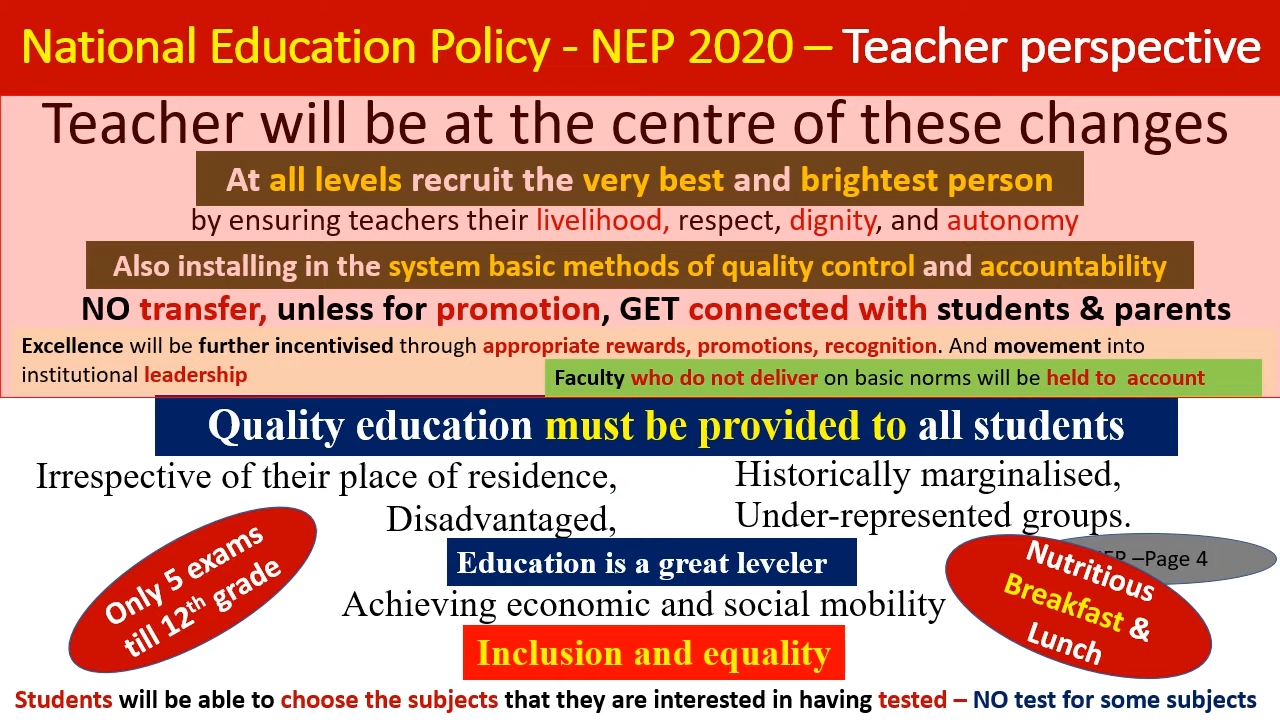 National Education Policy - NEP 2020 – Teacher perspective
Teacher will be at the centre of these changes
At all levels recruit the very best and brightest person
by ensuring teachers their livelihood, respect, dignity, and autonomy
Also installing in the system basic methods of quality control and accountability
NO transfer, unless for promotion, GET connected with students & parents
Excellence will be further incentivised through appropriate rewards, promotions, recognition. And movement into
institutional leadership
Faculty who do not deliver on basic norms will be held to account
Quality education must be provided to all students
Irrespective of their place of residence,
Disadvantaged,
Historically marginalised,
Under-represented groups.
Only 5 exams
till 12th grade
Education is a great leveler
Achieving economic and social mobility
Inclusion and equality
–Page 4
Nutritious
Breakfast &
Lunch
Students will be able to choose the subjects that they are interested in having tested – NO test for some subjects